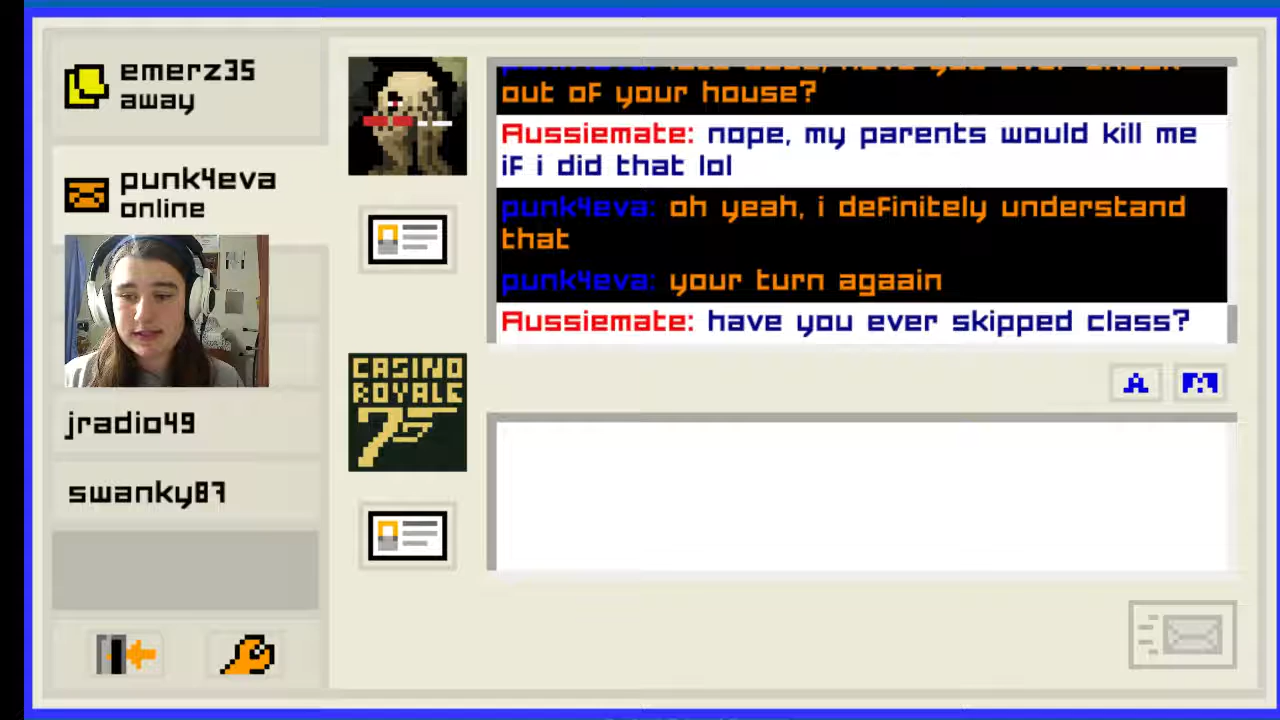 emerz35
away
punk4eva
online
jradio49
swanky87
out of your house?
Aussiemate: nope, my parents would kill me
if i did that lol
punk4eva: oh yeah, i definitely understand
that
punk4eva: your turn agaain
Aussiemate: have you ever skipped class?
CASINO
ROYALE
7
A